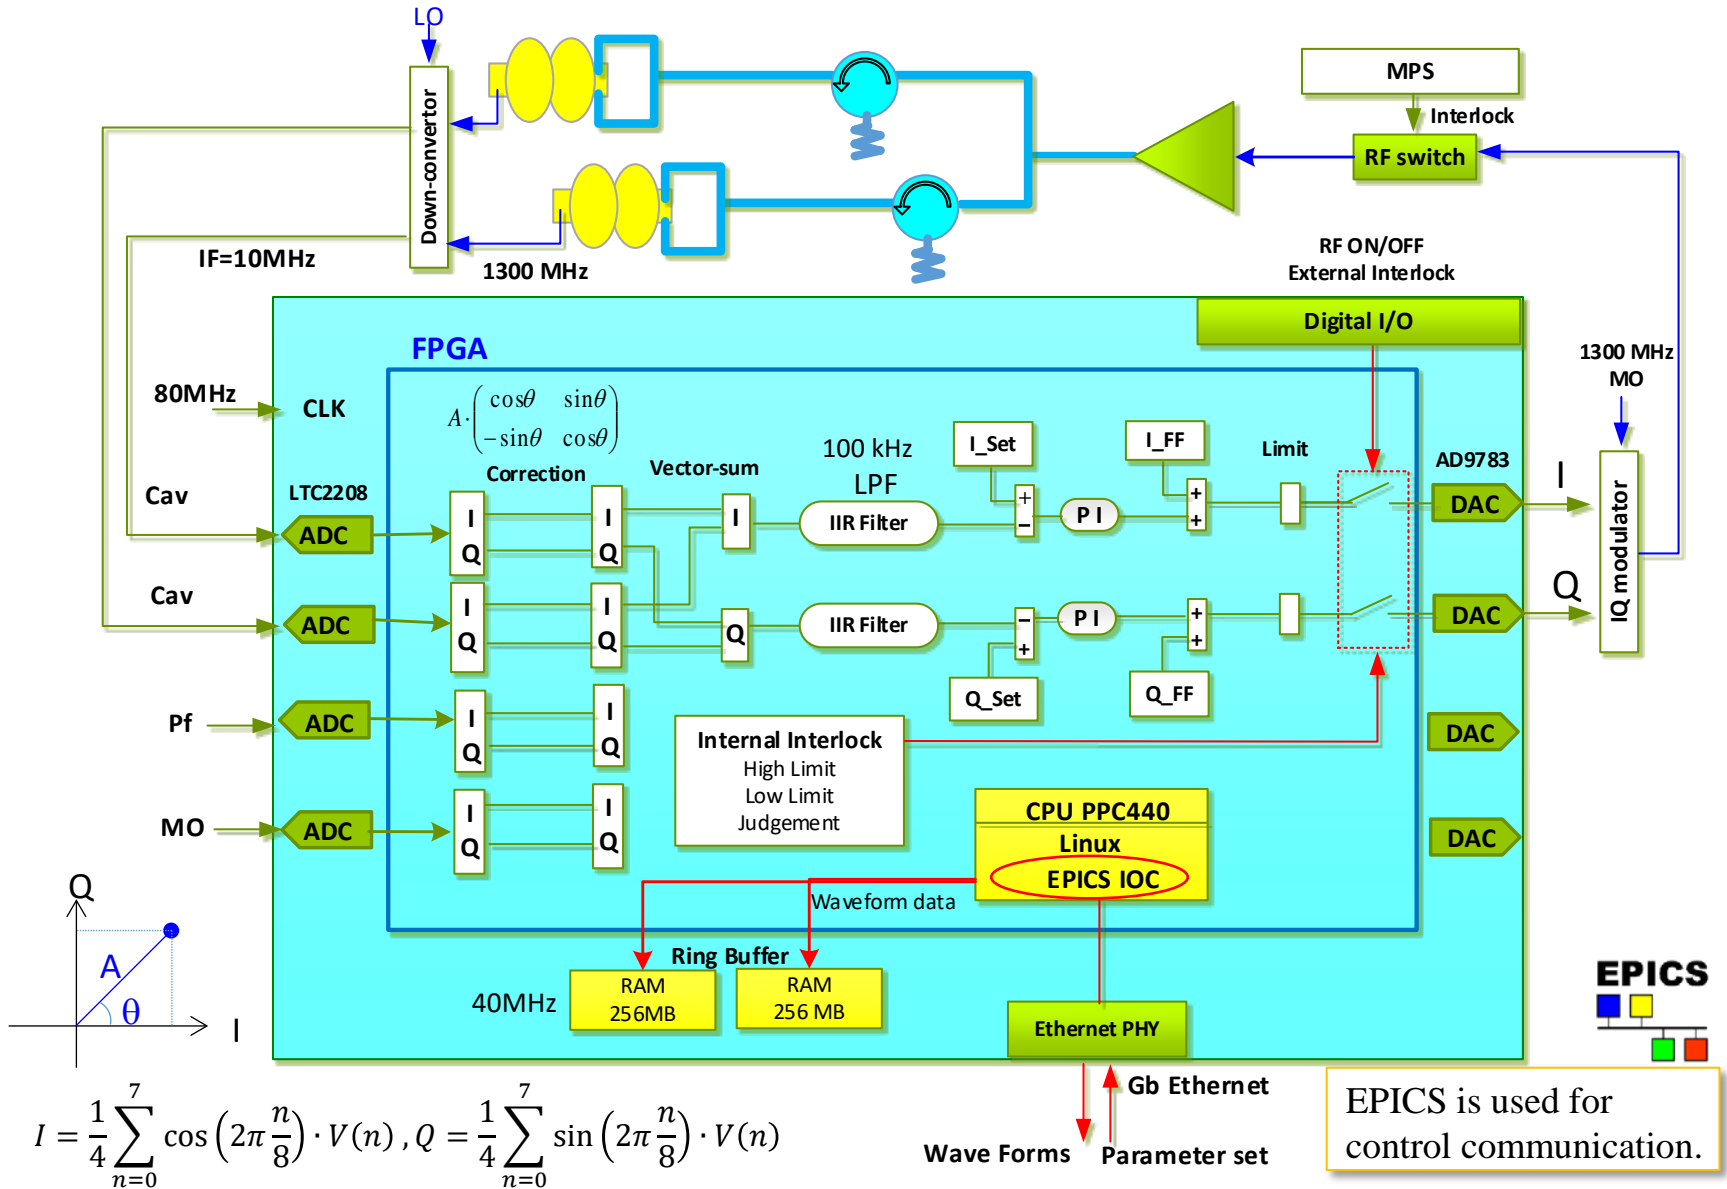 LO
Down-convertor
MPS
Interlock
RF switch
IF=10MHz
1300 MHz
RF ON/OFF
External Interlock
Digital I/O
FPGA
1300 MHz
MO
80MHz
CLK
A·( cosθ sinθ
−sinθ cosθ )
Correction
Vector-sum
100 kHz
LPF
I_Set
I_FF
Limit
AD9783
Cav
LTC2208
ADC
I
Q
I
Q
I
IIR Filter
+
−
P I
+
+
DAC
I
IQ modulator
Cav
ADC
I
Q
I
Q
Q
IIR Filter
−
+
P I
+
+
DAC
Q
Q_Set
Q_FF
Pf
ADC
I
Q
I
Q
DAC
Internal Interlock
High Limit
Low Limit
Judgement
MO
ADC
I
Q
I
Q
DAC
CPU PPC440
Linux
EPICS IOC
Waveform data
Ring Buffer
40MHz
RAM
256MB
RAM
256 MB
Ethernet PHY
Q
A
θ
I
EPICS
Gb Ethernet
Wave Forms
Parameter set
I = 1/4 ∑_{n=0}^{7} cos (2π n/8) · V(n) , Q = 1/4 ∑_{n=0}^{7} sin (2π n/8) · V(n)
EPICS is used for
control communication.